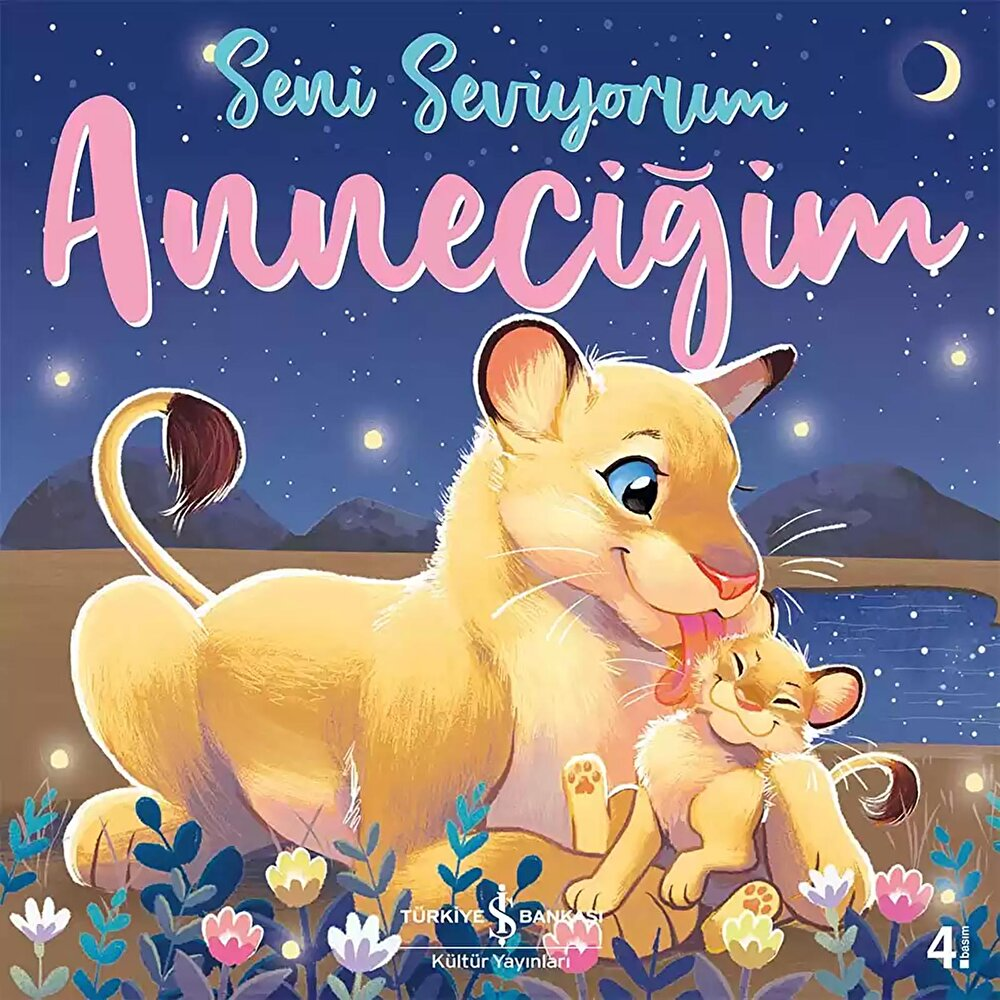 Seni Seviyorum
Anneciğim
TÜRKİYE İŞ BANKASI
Kültür Yayınları
4.
basım